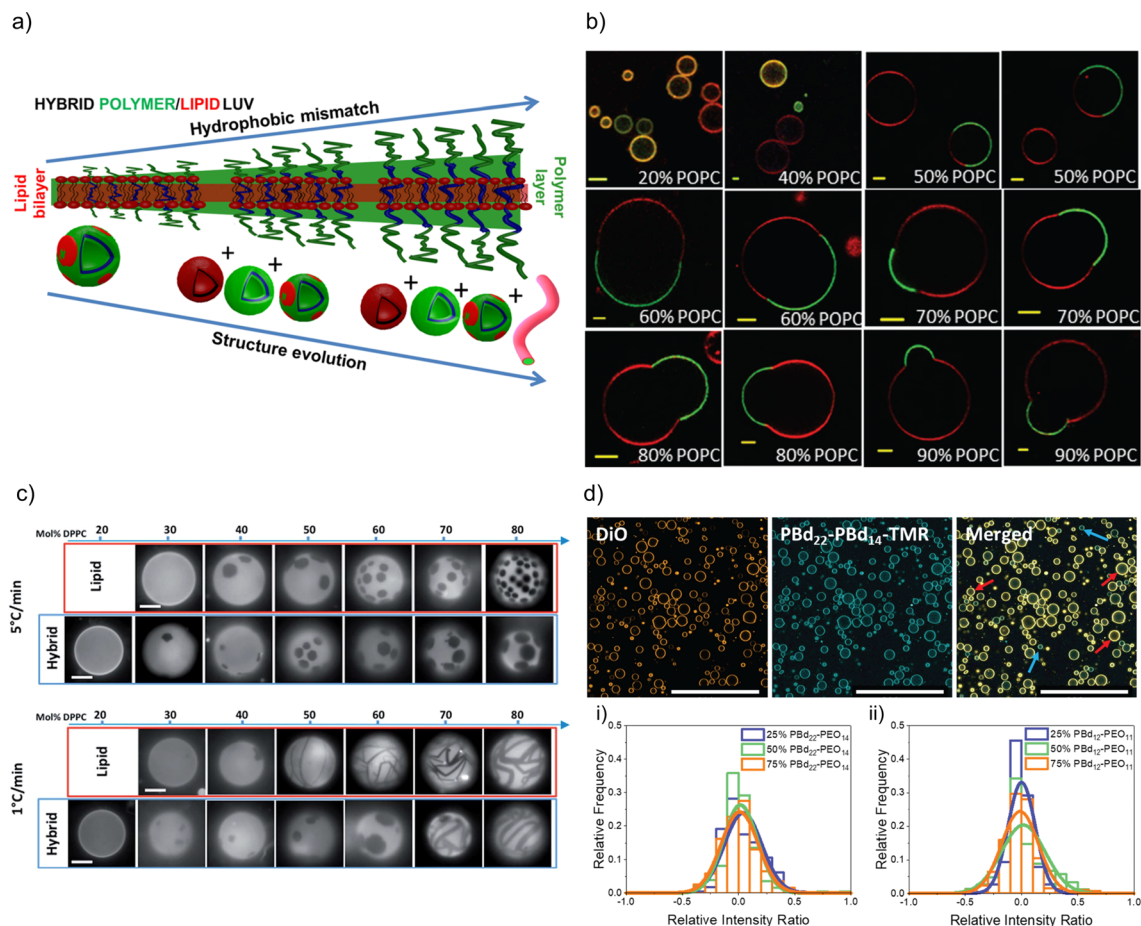 a)
HYBRID POLYMER/LIPID LUV
Hydrophobic mismatch
Lipid bilayer
Polymer layer
Structure evolution
b)
20% POPC
40% POPC
50% POPC
50% POPC
60% POPC
60% POPC
70% POPC
70% POPC
80% POPC
80% POPC
90% POPC
90% POPC
c)
Mol% DPPC 20 30 40 50 60 70 80
5°C/min
Lipid
Hybrid
Mol% DPPC 20 30 40 50 60 70 80
1°C/min
Lipid
Hybrid
d)
DiO
PBd22-PBd14-TMR
Merged
i)
0.5
0.4
0.3
0.2
0.1
0.0
Relative Frequency
25% PBd22-PEO14
50% PBd22-PEO14
75% PBd22-PEO14
-1.0 -0.5 0.0 0.5 1.0
Relative Intensity Ratio
ii)
0.5
0.4
0.3
0.2
0.1
0.0
Relative Frequency
25% PBd12-PEO11
50% PBd12-PEO11
75% PBd12-PEO11
-1.0 -0.5 0.0 0.5 1.0
Relative Intensity Ratio